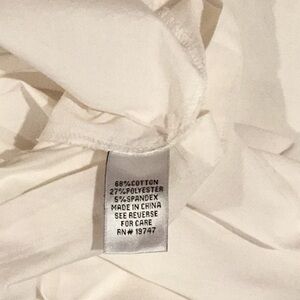 68%COTTON
27%POLYESTER
5%SPANDEX
MADE IN CHINA
SEE REVERSE
FOR CARE
RN# 19747